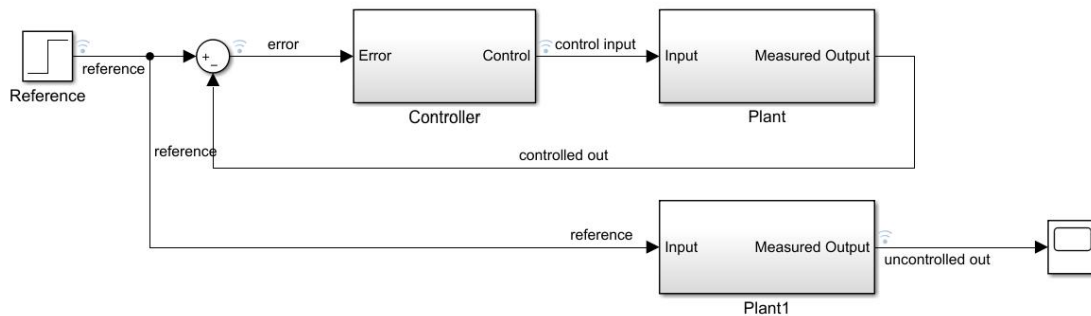 error
control input
Error
Control
Input
Measured Output
reference
Reference
Controller
Plant
reference
controlled out
reference
Input
Measured Output
uncontrolled out
Plant1
+
−